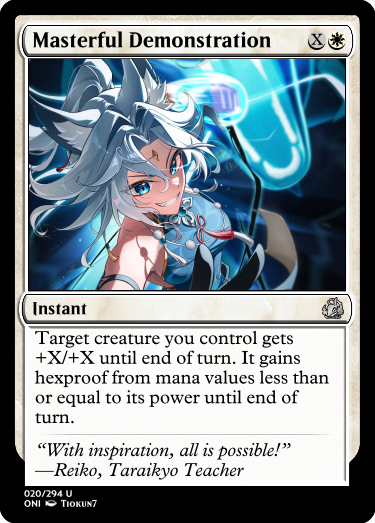 Masterful Demonstration X
Instant
Target creature you control gets
+X/+X until end of turn. It gains
hexproof from mana values less than
or equal to its power until end of
turn.
“With inspiration, all is possible!”
—Reiko, Taraikyo Teacher
020/294 U
ONI Tiokun7